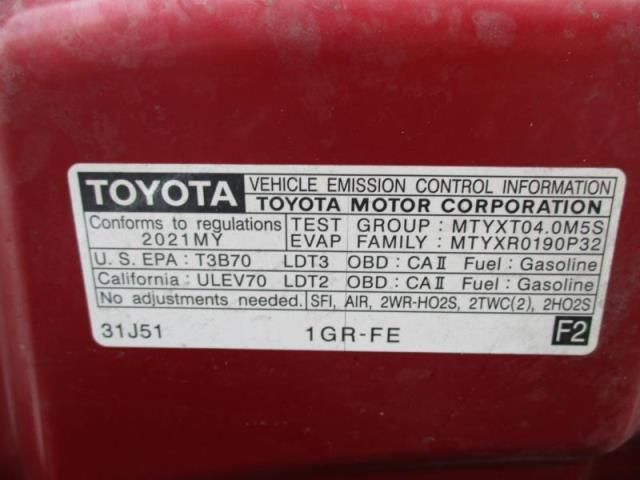 TOYOTA VEHICLE EMISSION CONTROL INFORMATION
TOYOTA MOTOR CORPORATION
Conforms to regulations TEST GROUP : MTYXT04.0M5S
2021MY EVAP FAMILY : MTYXR0190P32
U.S. EPA : T3B70 LDT3 OBD : CAⅡ Fuel : Gasoline
California : ULEV70 LDT2 OBD : CAⅡ Fuel : Gasoline
No adjustments needed. SFI, AIR, 2WR-HO2S, 2TWC(2), 2HO2S
31J51 1GR-FE F2